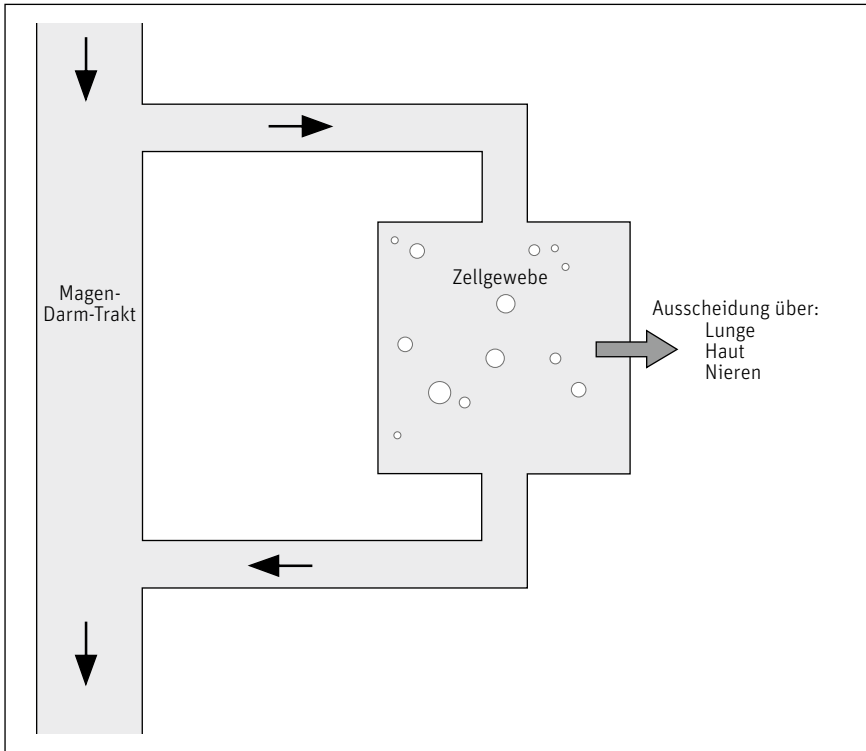 Zellgewebe
Magen-
Darm-Trakt
Ausscheidung über:
Lunge
Haut
Nieren